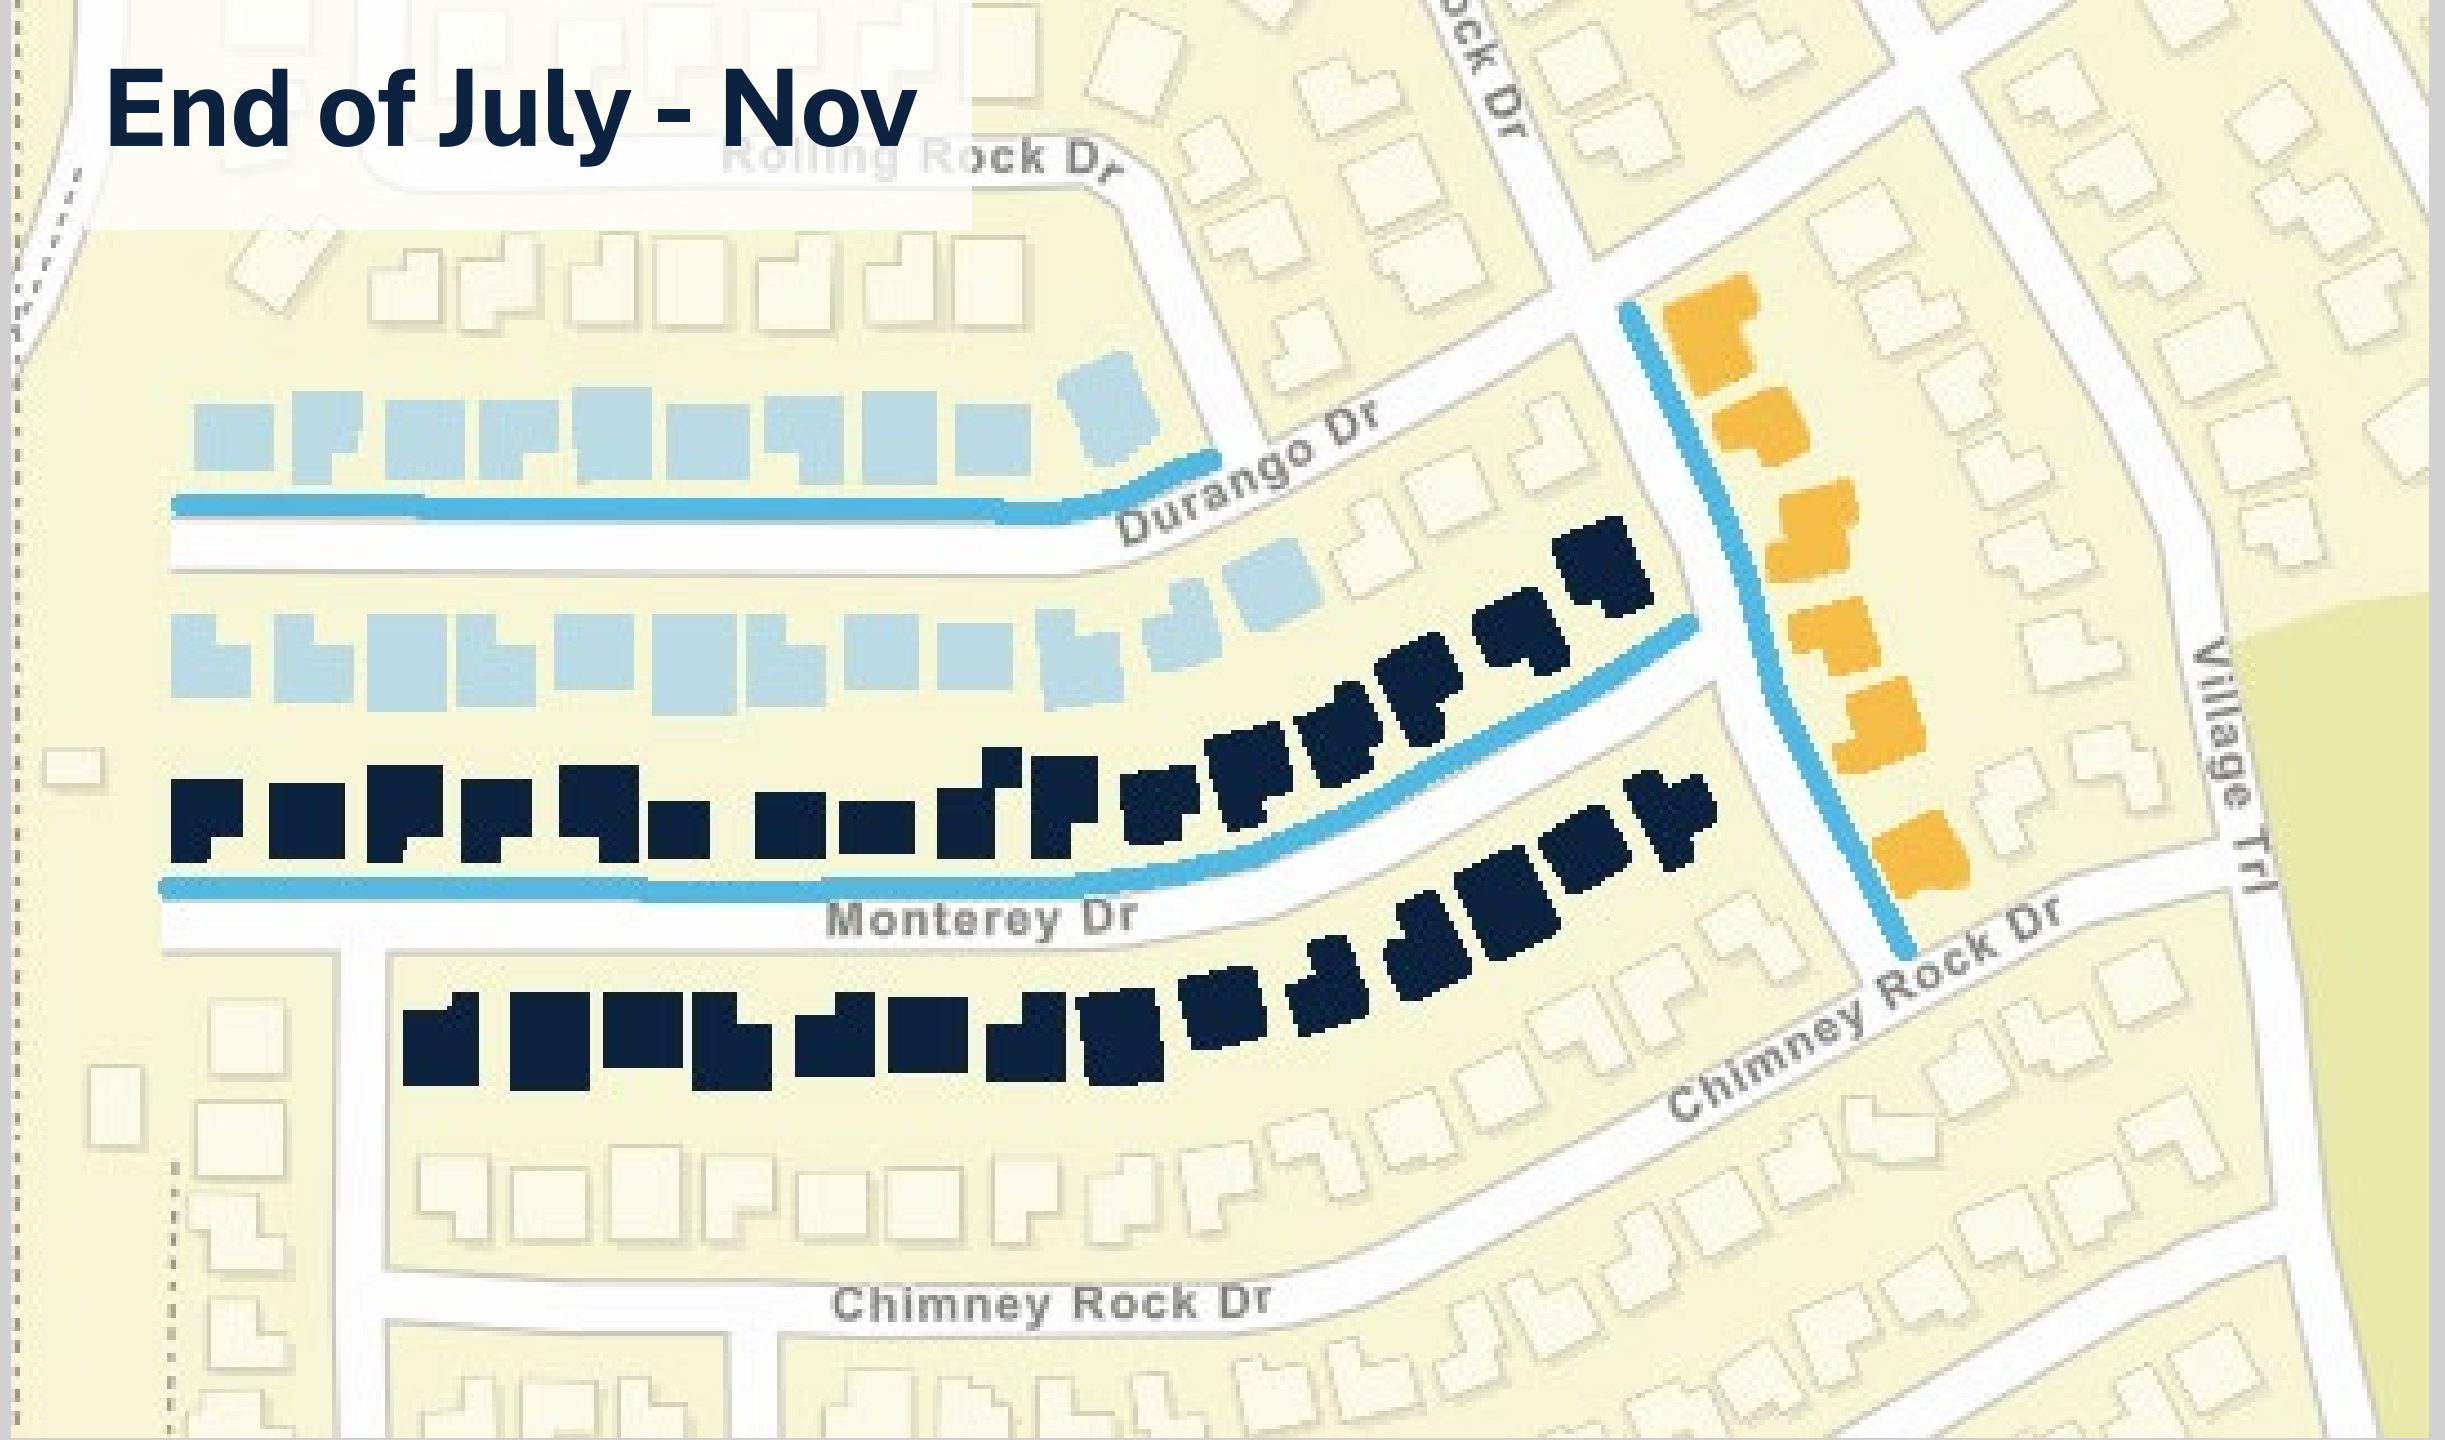 End of July - Nov
ock Dr
Rolling Rock Dr
Durango Dr
Village Trl
Monterey Dr
Chimney Rock Dr
Chimney Rock Dr